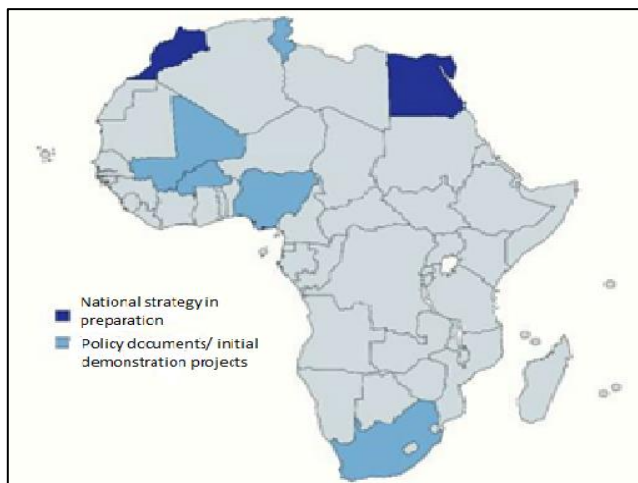 National strategy in
preparation
Policy documents/ initial
demonstration projects